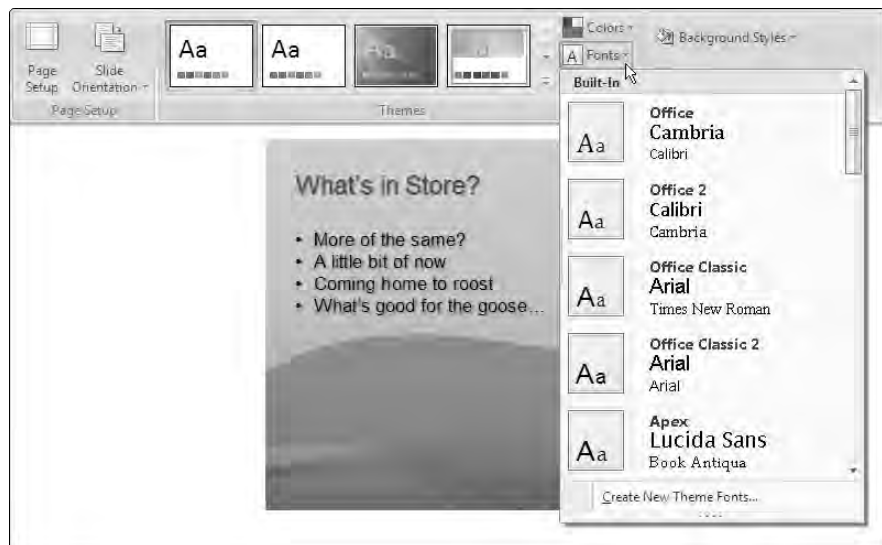 Page
Setup
Slide
Orientation
Page Setup
Aa
Aa
Aa
Themes
Colors
A Fonts
Background Styles
Built-In
Aa
Office
Cambria
Calibri
Aa
Office 2
Calibri
Cambria
Aa
Office Classic
Arial
Times New Roman
Aa
Office Classic 2
Arial
Arial
Aa
Apex
Lucida Sans
Book Antiqua
Create New Theme Fonts...
What's in Store?
• More of the same?
• A little bit of now
• Coming home to roost
• What's good for the goose...